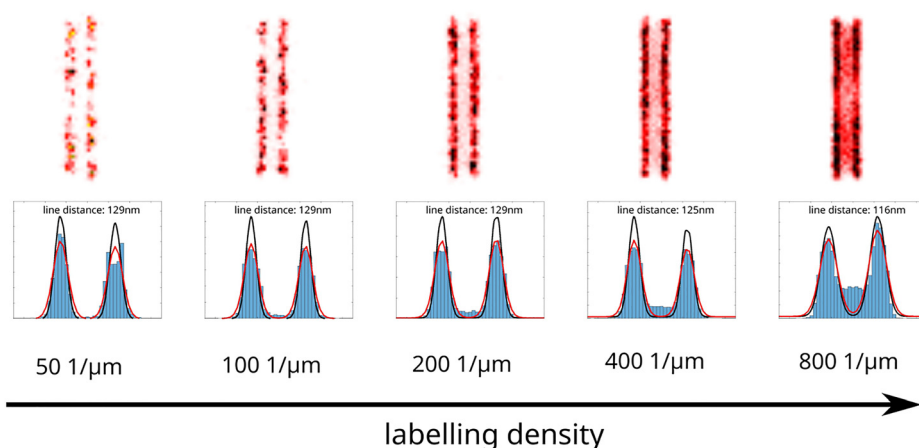 line distance: 129nm
line distance: 129nm
line distance: 129nm
line distance: 125nm
line distance: 116nm
50 1/µm
100 1/µm
200 1/µm
400 1/µm
800 1/µm
labelling density